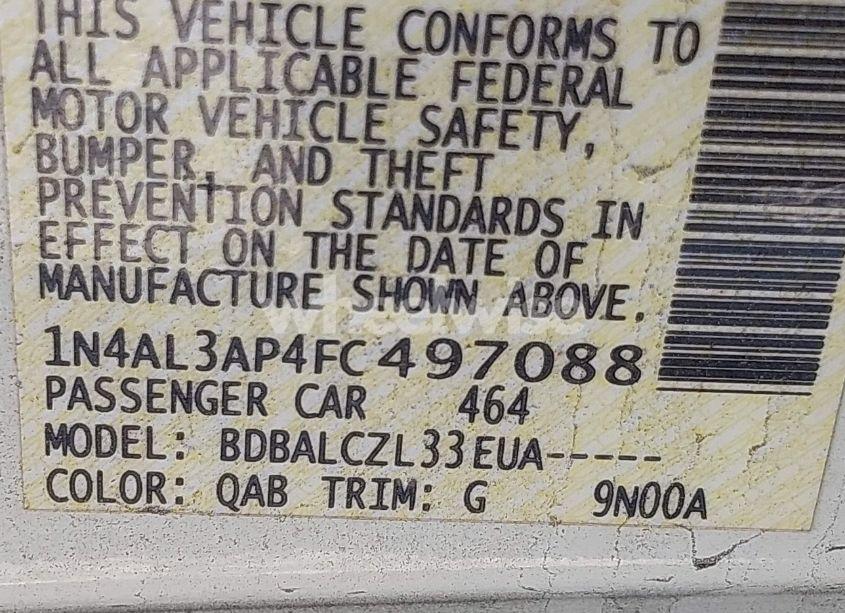 THIS VEHICLE CONFORMS TO
ALL APPLICABLE FEDERAL
MOTOR VEHICLE SAFETY,
BUMPER, AND THEFT
PREVENTION STANDARDS IN
EFFECT ON THE DATE OF
MANUFACTURE SHOWN ABOVE.
wheelwise
1N4AL3AP4FC497088
PASSENGER CAR 464
MODEL: BDBALCZL33EUA-----
COLOR: QAB TRIM: G 9N00A